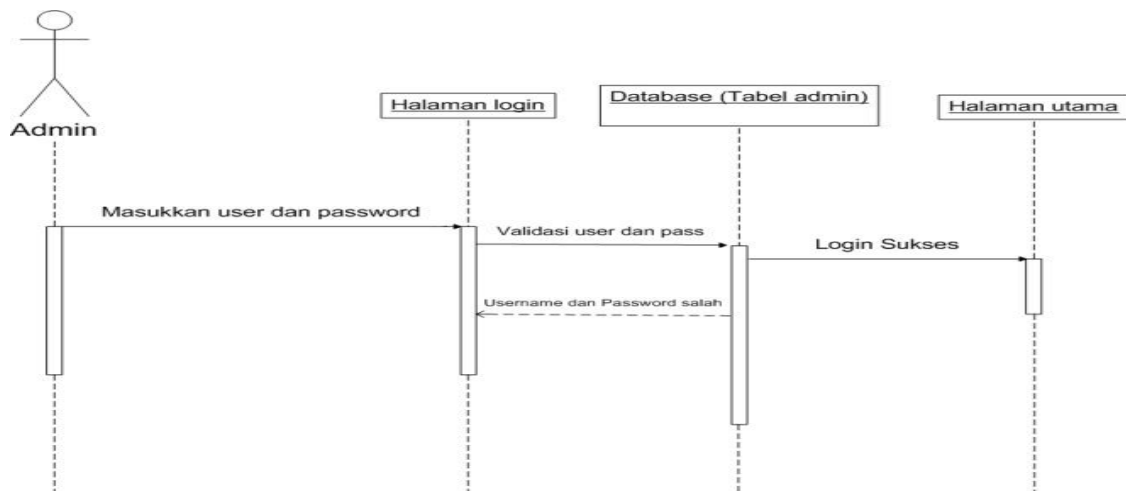 Admin
Halaman login
Database (Tabel admin)
Halaman utama
Masukkan user dan password
Validasi user dan pass
Login Sukses
Username dan Password salah